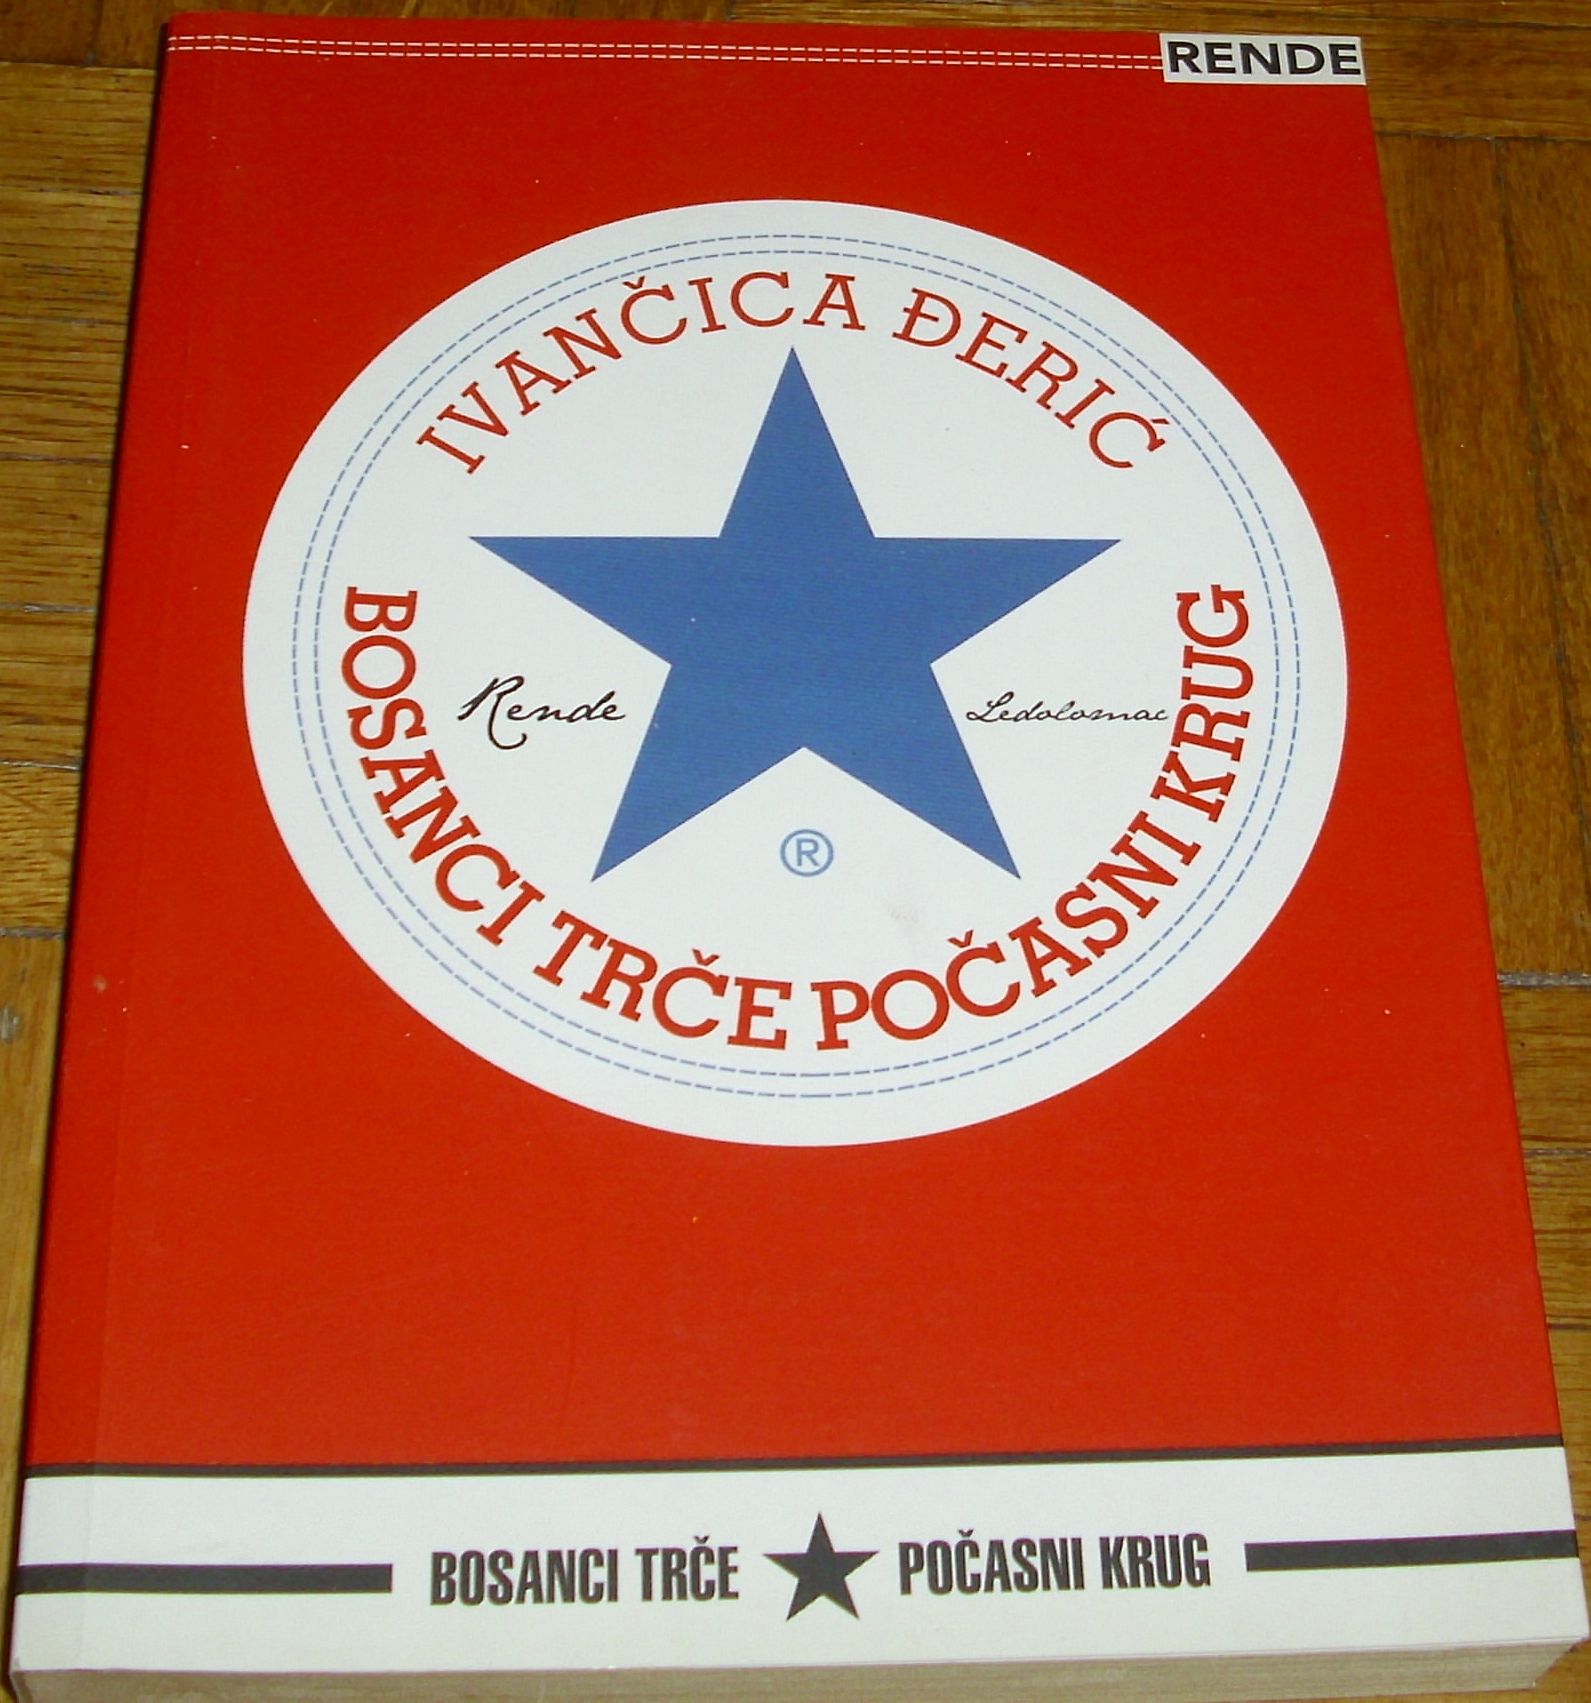 RENDE
IVANČICA ĐERIĆ
Rende
Ledolomac
®
BOSANCI TRČE POČASNI KRUG
BOSANCI TRČE ★ POČASNI KRUG